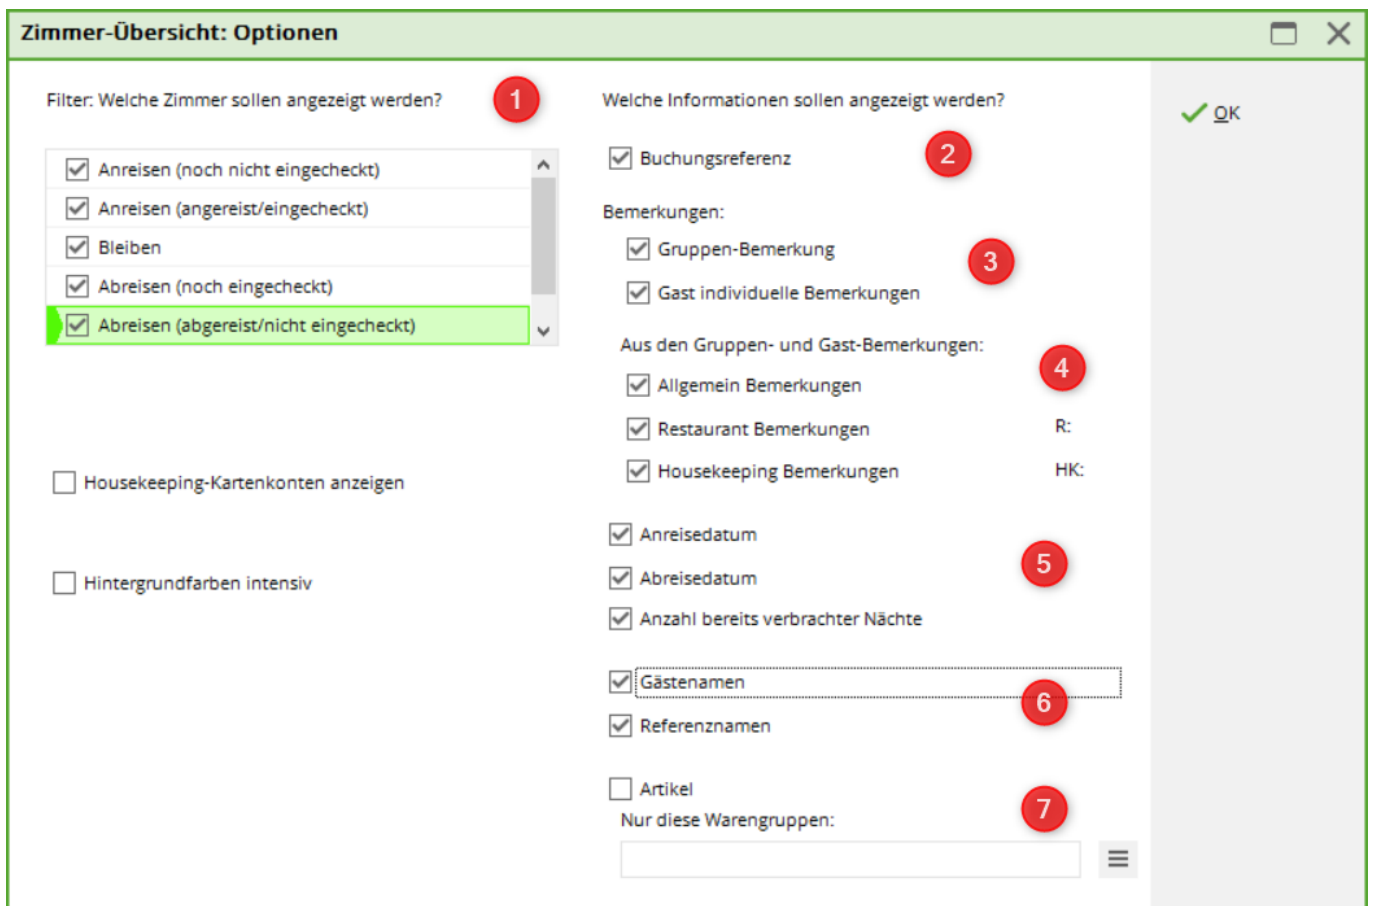 Zimmer-Übersicht: Optionen
Filter: Welche Zimmer sollen angezeigt werden?
1
Anreisen (noch nicht eingecheckt)
Anreisen (angereist/eingecheckt)
Bleiben
Abreisen (noch eingecheckt)
Abreisen (abgereist/nicht eingecheckt)
Housekeeping-Kartenkonten anzeigen
Hintergrundfarben intensiv
Welche Informationen sollen angezeigt werden?
Buchungsreferenz
2
Bemerkungen:
Gruppen-Bemerkung
3
Gast individuelle Bemerkungen
Aus den Gruppen- und Gast-Bemerkungen:
4
Allgemein Bemerkungen
Restaurant Bemerkungen R:
Housekeeping Bemerkungen HK:
Anreisedatum
5
Abreisedatum
Anzahl bereits verbrachter Nächte
Gästenamen
6
Referenznamen
Artikel
7
Nur diese Warengruppen:
OK